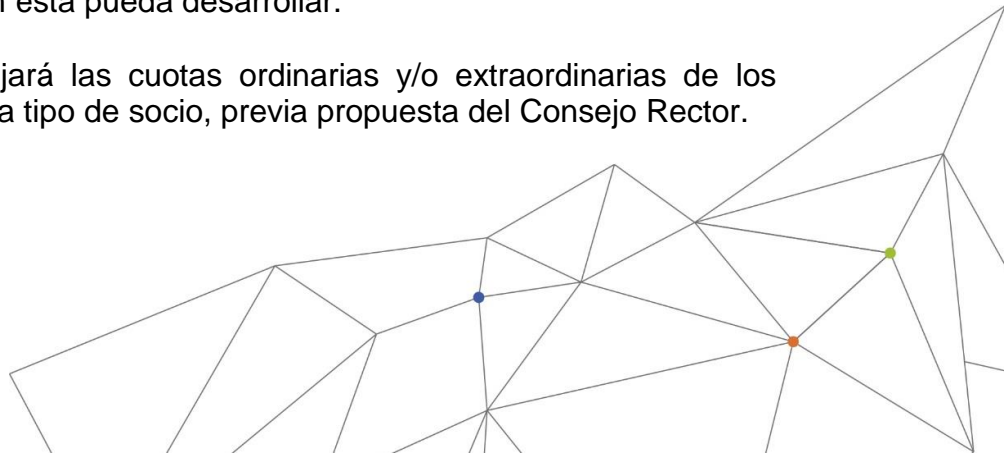 esta pueda desarrollar.
jará las cuotas ordinarias y/o extraordinarias de los
a tipo de socio, previa propuesta del Consejo Rector.